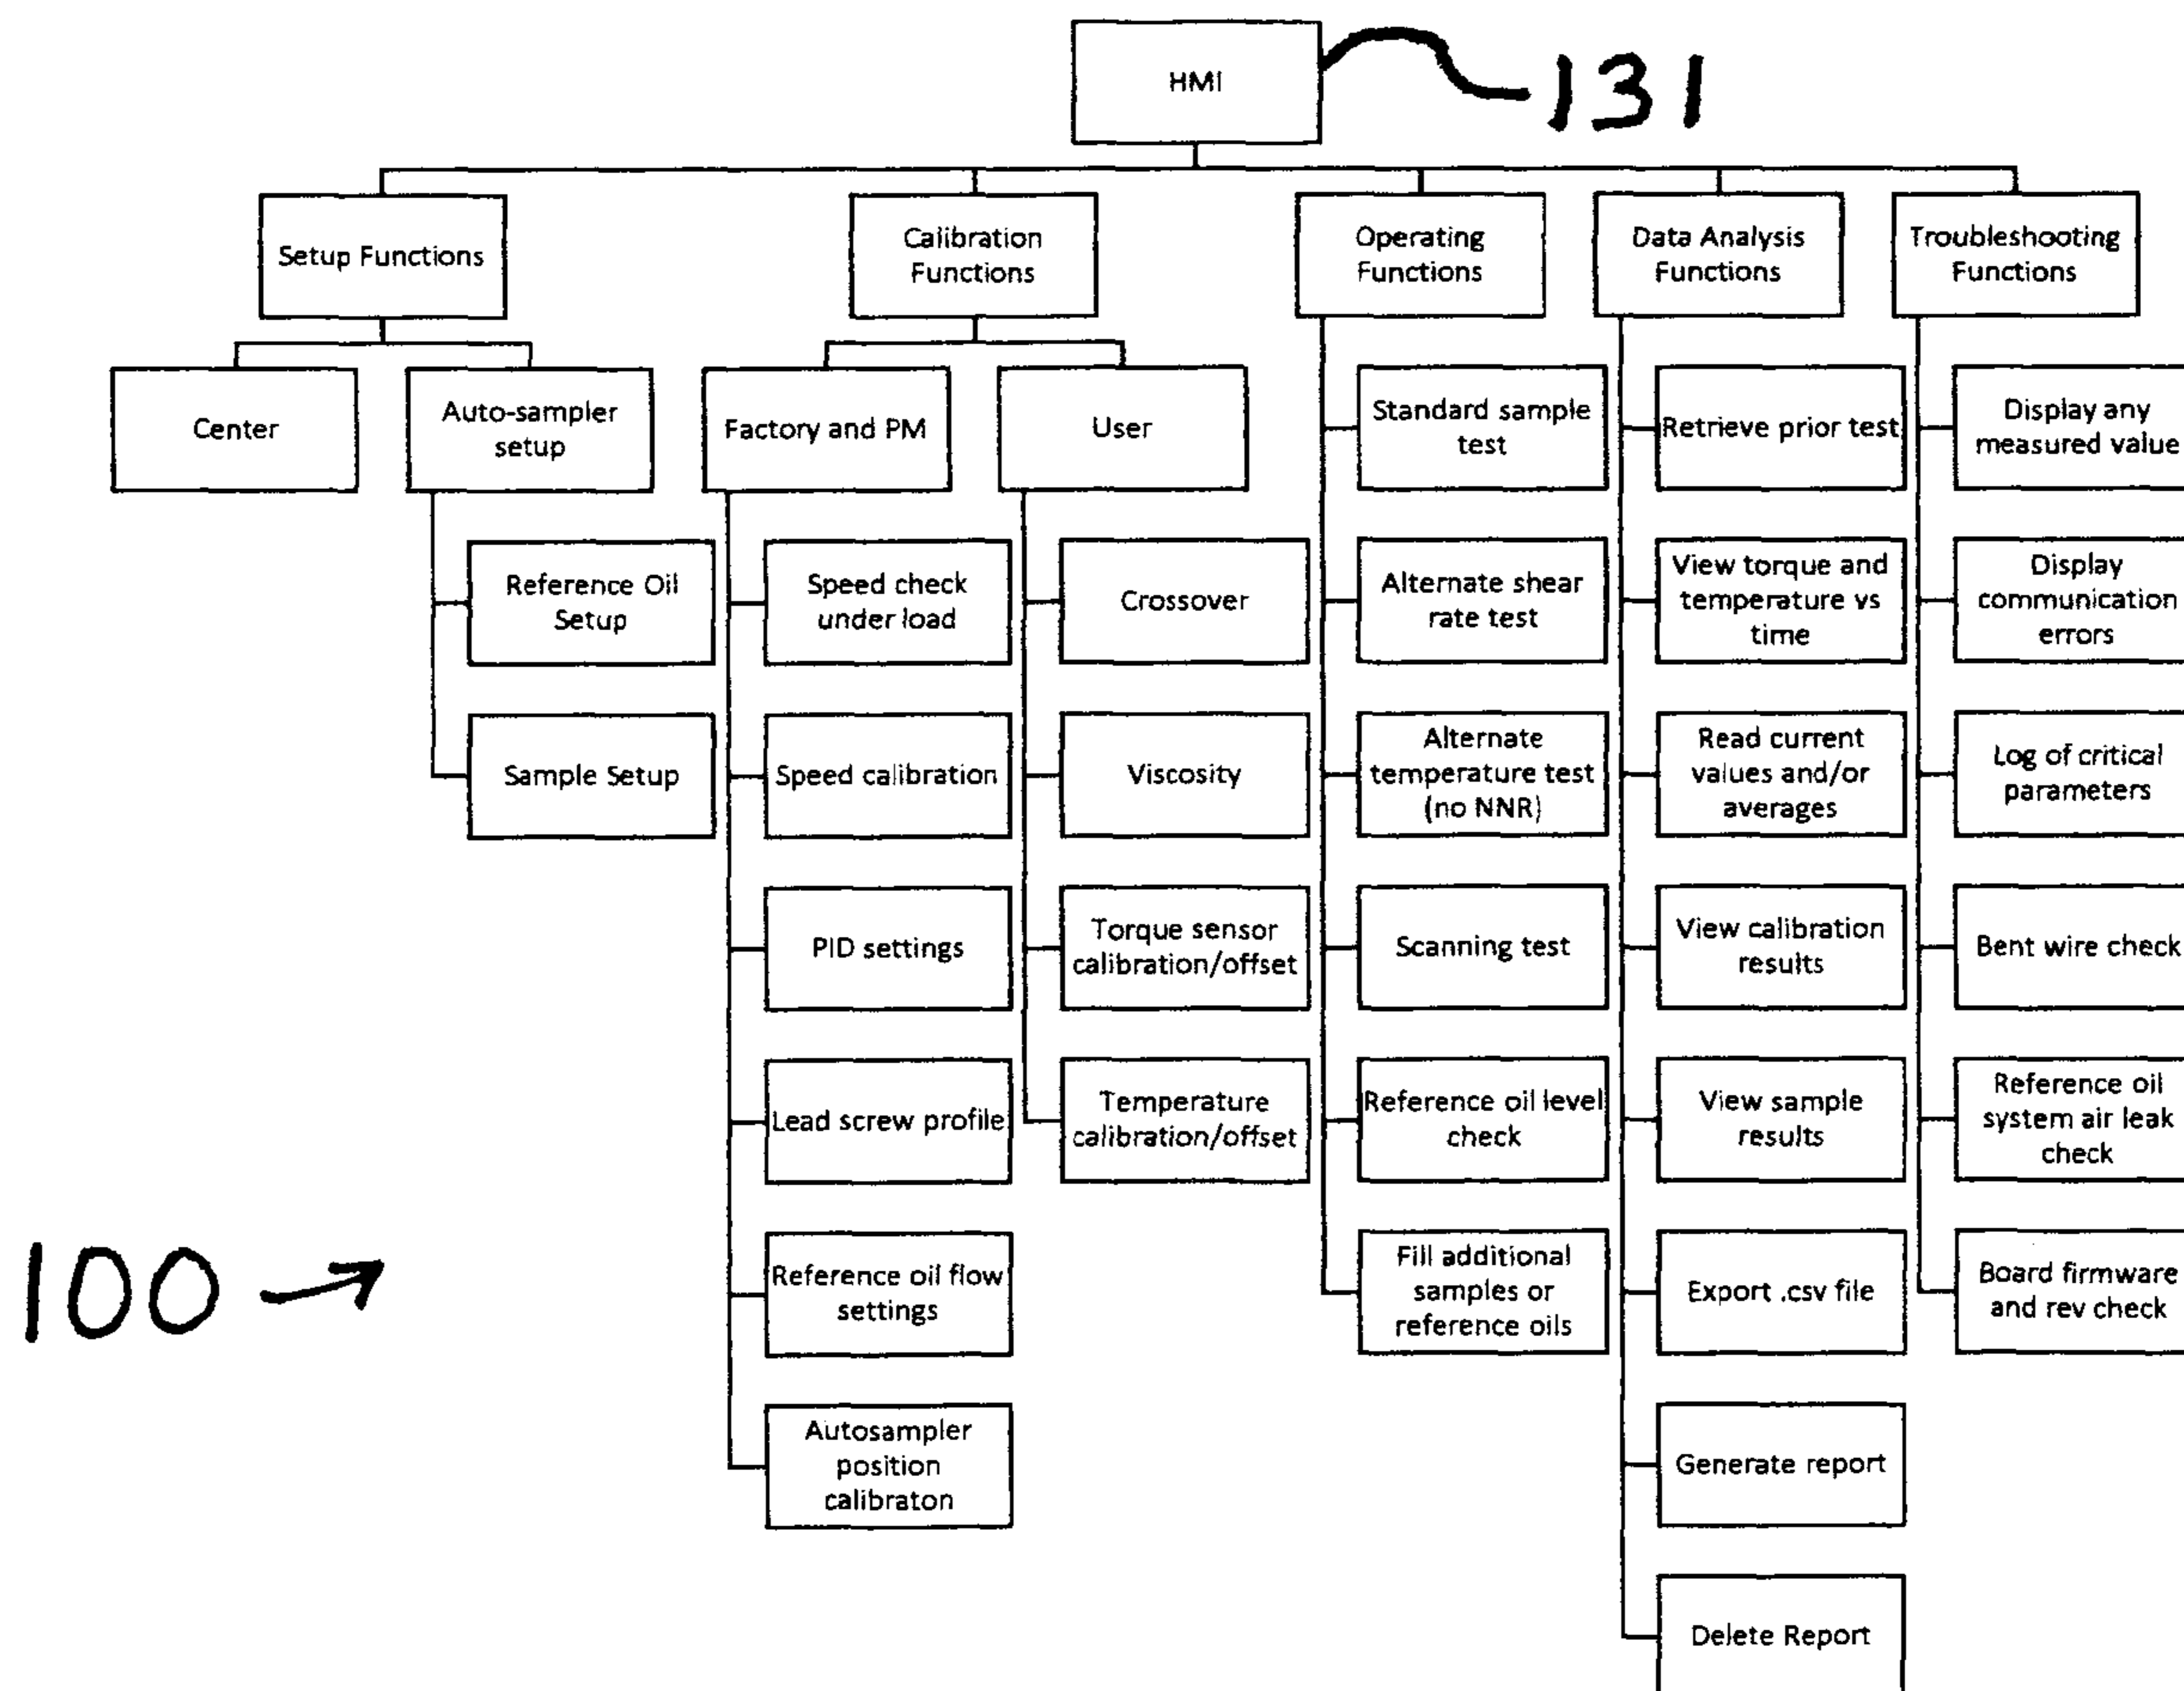 HMI
131
Setup Functions
Calibration
Functions
Operating
Functions
Data Analysis
Functions
Troubleshooting
Functions
Center
Auto-sampler
setup
Factory and PM
User
Standard sample
test
Retrieve prior test
Display any
measured value
Reference Oil
Setup
Speed check
under load
Crossover
Alternate shear
rate test
View torque and
temperature vs
time
Display
communication
errors
Sample Setup
Speed calibration
Viscosity
Alternate
temperature test
(no NNR)
Read current
values and/or
averages
Log of critical
parameters
PID settings
Torque sensor
calibration/offset
Scanning test
View calibration
results
Bent wire check
Lead screw profile
Temperature
calibration/offset
Reference oil level
check
View sample
results
Reference oil
system air leak
check
100
Reference oil flow
settings
Fill additional
samples or
reference oils
Export .csv file
Board firmware
and rev check
Autosampler
position
calibraton
Generate report
Delete Report